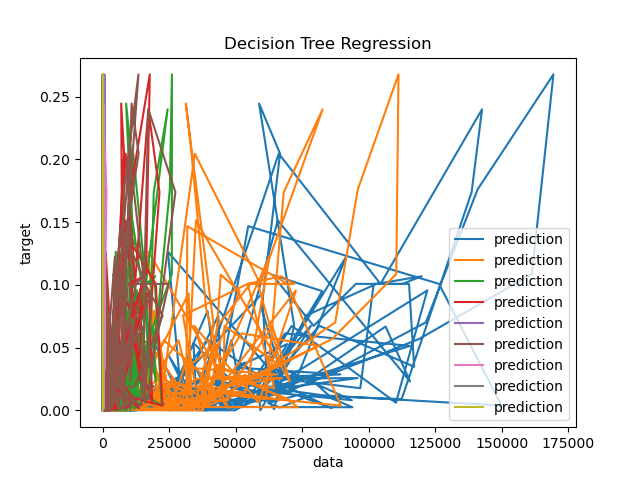 Decision Tree Regression
target
0.25
0.20
0.15
0.10
0.05
0.00
prediction
prediction
prediction
prediction
prediction
prediction
prediction
prediction
prediction
0 25000 50000 75000 100000 125000 150000 175000
data